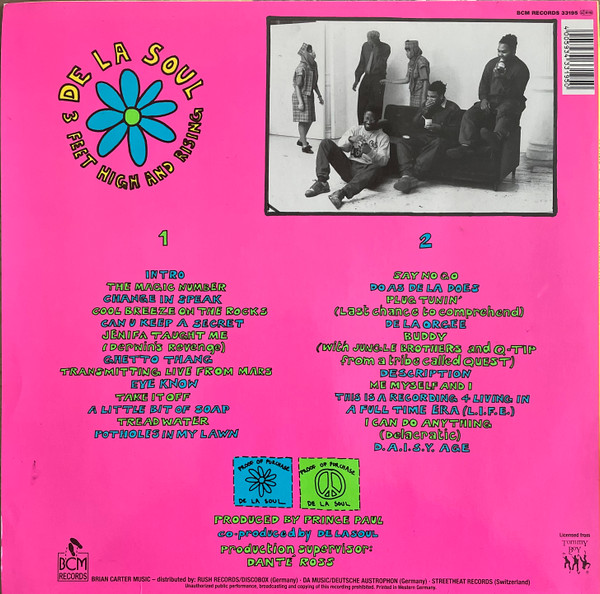 BCM RECORDS 33195
DE LA SOUL
3 FEET HIGH AND RISING
1
INTRO
THE MAGIC NUMBER
CHANGE IN SPEAK
COOL BREEZE ON THE ROCKS
CAN U KEEP A SECRET
JENIFA TAUGHT ME
(Derwin's Revenge)
GHETTO THANG
TRANSMITTING LIVE FROM MARS
EYE KNOW
TAKE IT OFF
A LITTLE BIT OF SOAP
TREAD WATER
POTHOLES IN MY LAWN
2
SAY NO GO
DO AS DE LA DOES
PLUG TUNIN'
(Last chance to comprehend)
DE LA ORGEE
BUDDY
(With JUNGLE BROTHERS and Q-TIP
from a tribe called QUEST)
DESCRIPTION
ME MYSELF AND I
THIS IS A RECORDING 4 LIVING IN
A FULL TIME ERA (L.I.F.E.)
I CAN DO ANYTHING
(Delacratic)
D.A.I.S.Y. AGE
PROOF OF PURCHASE
DE LA SOUL
PROOF OF PURCHASE
DE LA SOUL
PRODUCED BY PRINCE PAUL
co-produced by DE LA SOUL
production supervisor:
DANTÉ ROSS
BCM
RECORDS
Licensed from
BRIAN CARTER MUSIC – distributed by: RUSH RECORDS/DISCOBOX (Germany) · DA MUSIC/DEUTSCHE AUSTROPHON (Germany) · STREETHEAT RECORDS (Switzerland)
Unauthorized public performance, broadcasting and copying of this recording prohibited. Printed in Western Germany.